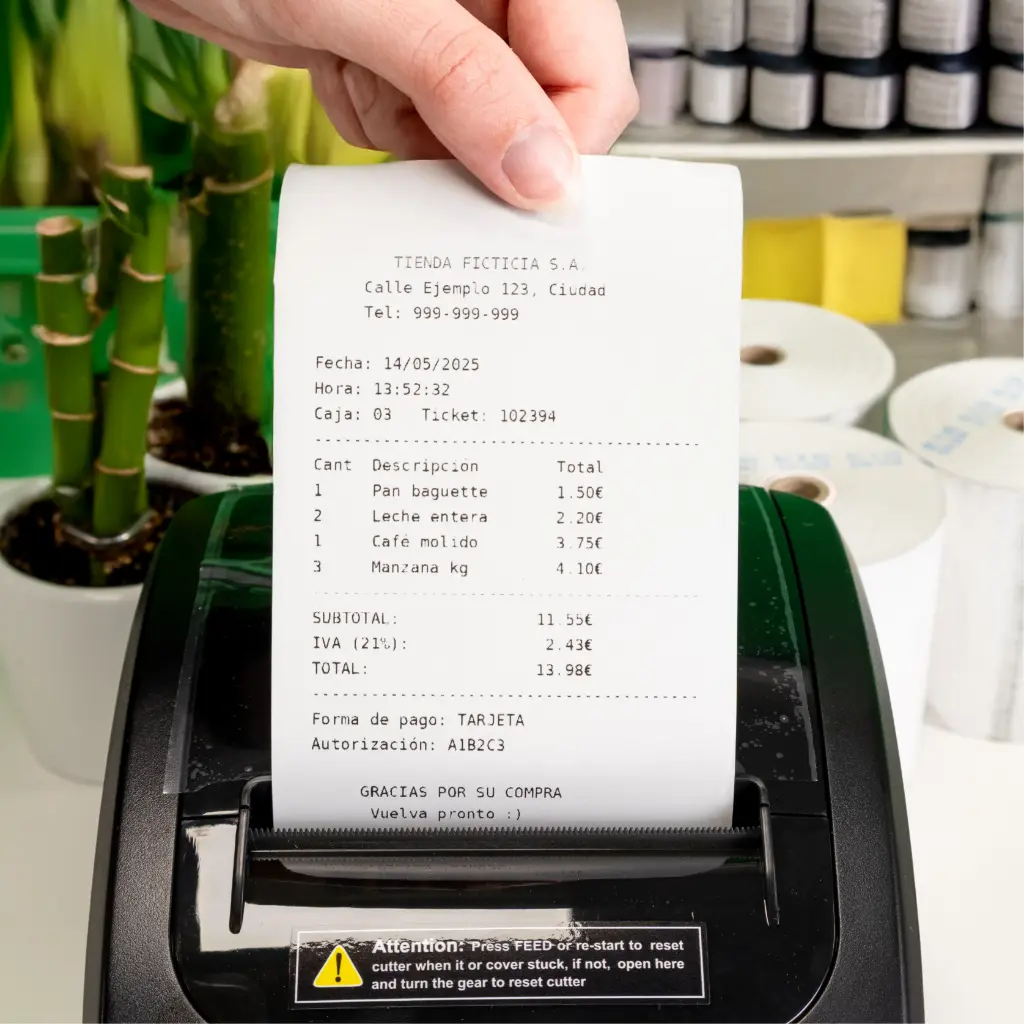 TIENDA FICTICIA S.A.
Calle Ejemplo 123, Ciudad
Tel: 999-999-999
Fecha: 14/05/2025
Hora: 13:52:32
Caja: 03 Ticket: 102394
Cant Descripción Total
1 Pan baguette 1.50€
2 Leche entera 2.20€
1 Café molido 3.75€
3 Manzana kg 4.10€
SUBTOTAL: 11.55€
IVA (21%): 2.43€
TOTAL: 13.98€
Forma de pago: TARJETA
Autorización: A1B2C3
GRACIAS POR SU COMPRA
Vuelva pronto :)
Attention: Press FEED or re-start to reset
cutter when it or cover stuck, if not, open here
and turn the gear to reset cutter